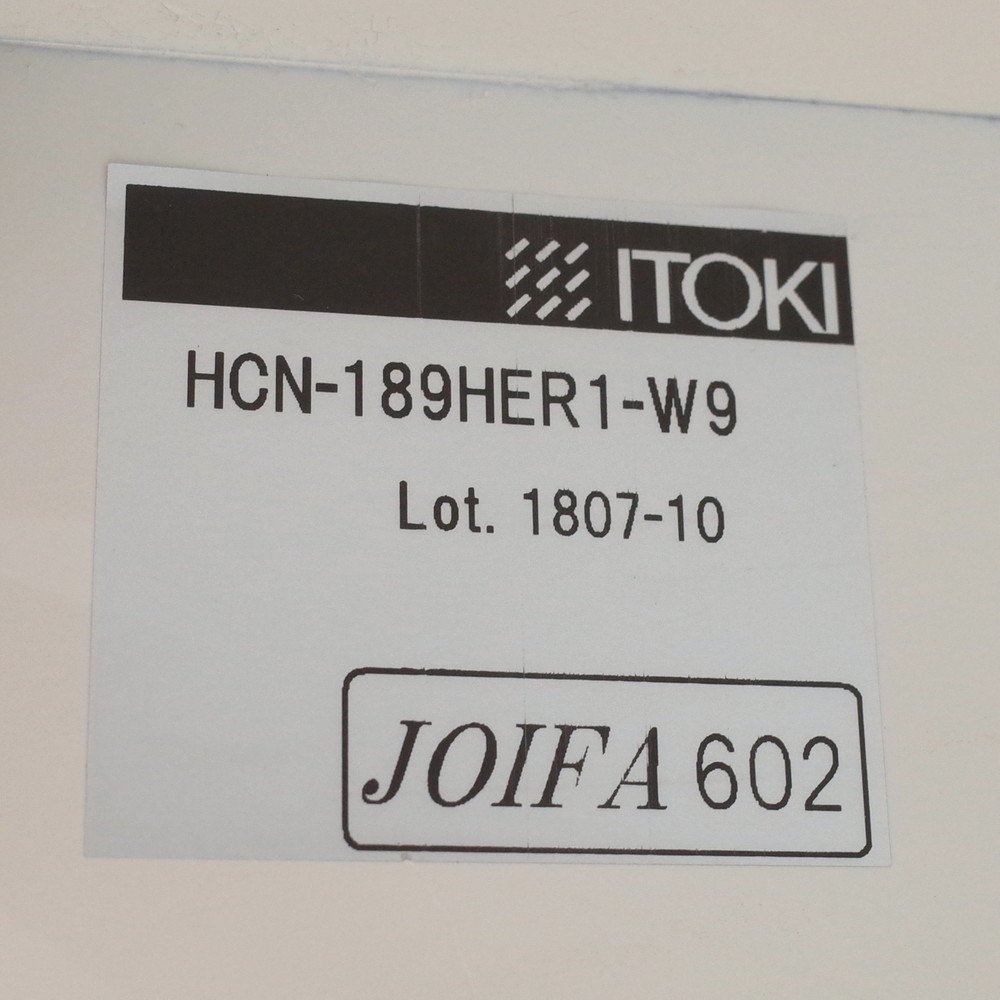 ITOKI
HCN-189HER1-W9
Lot. 1807-10
JOIFA 602